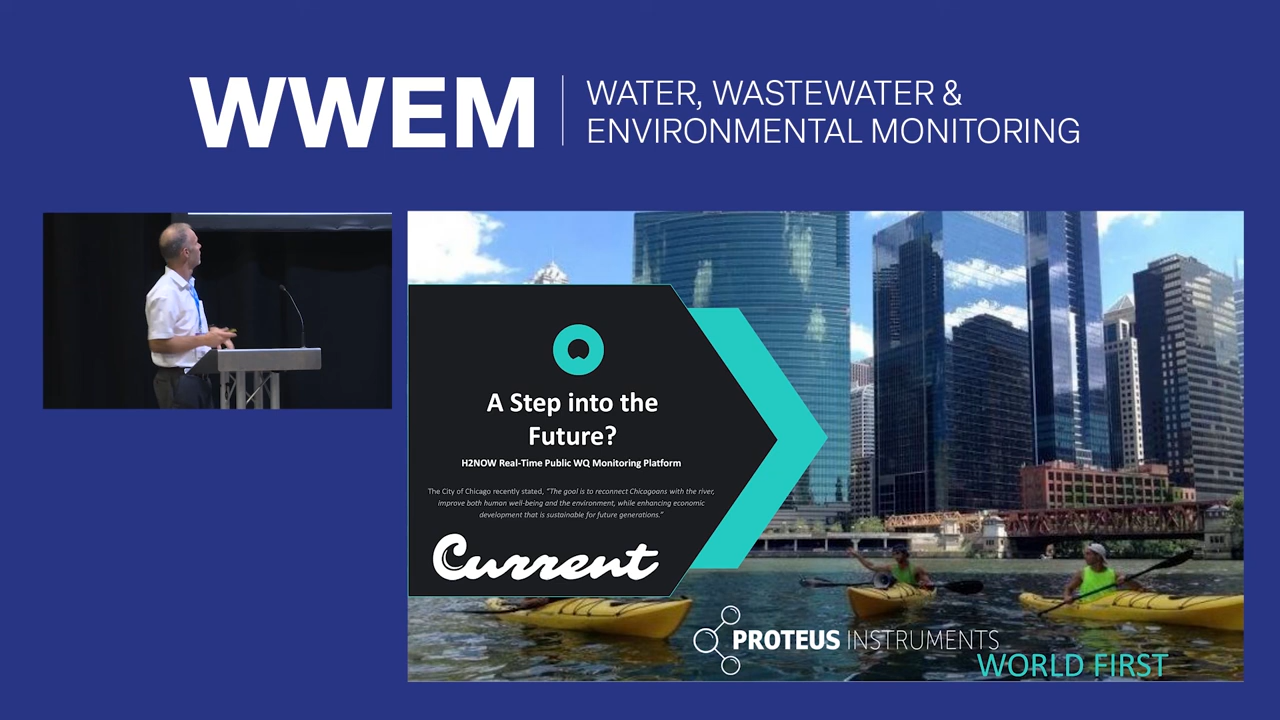 WWEM
WATER, WASTEWATER &
ENVIRONMENTAL MONITORING
A Step into the
Future?
H2NOW Real-Time Public WQ Monitoring Platform
The City of Chicago recently stated, "The goal is to reconnect Chicagoans with the river,
improve both human well-being and the environment, while enhancing economic
development that is sustainable for future generations."
Current
PROTEUS INSTRUMENTS
WORLD FIRST